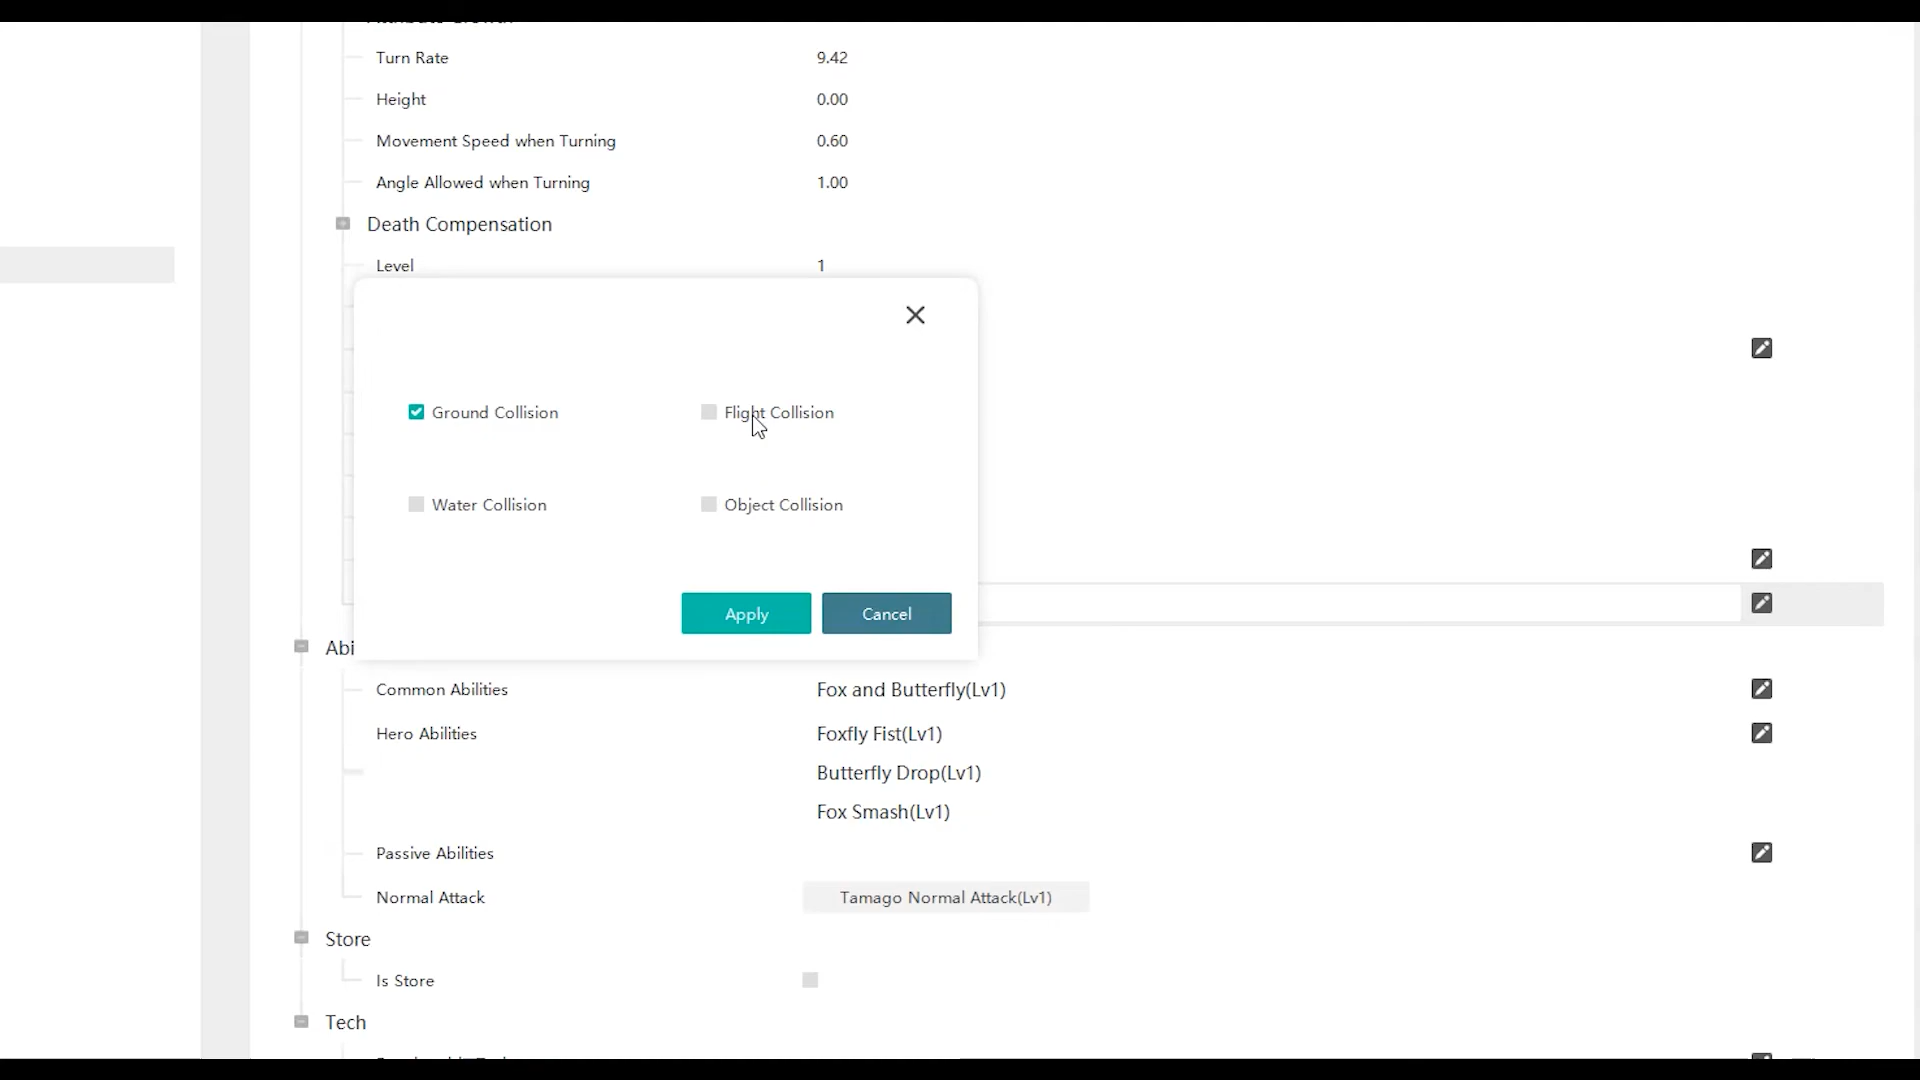 Turn Rate 9.42
Height 0.00
Movement Speed when Turning 0.60
Angle Allowed when Turning 1.00
Death Compensation
Level 1
Ground Collision Flight Collision
Water Collision Object Collision
Apply Cancel
Abi
Common Abilities Fox and Butterfly(Lv1)
Hero Abilities Foxfly Fist(Lv1)
Butterfly Drop(Lv1)
Fox Smash(Lv1)
Passive Abilities
Normal Attack Tamago Normal Attack(Lv1)
Store
Is Store
Tech